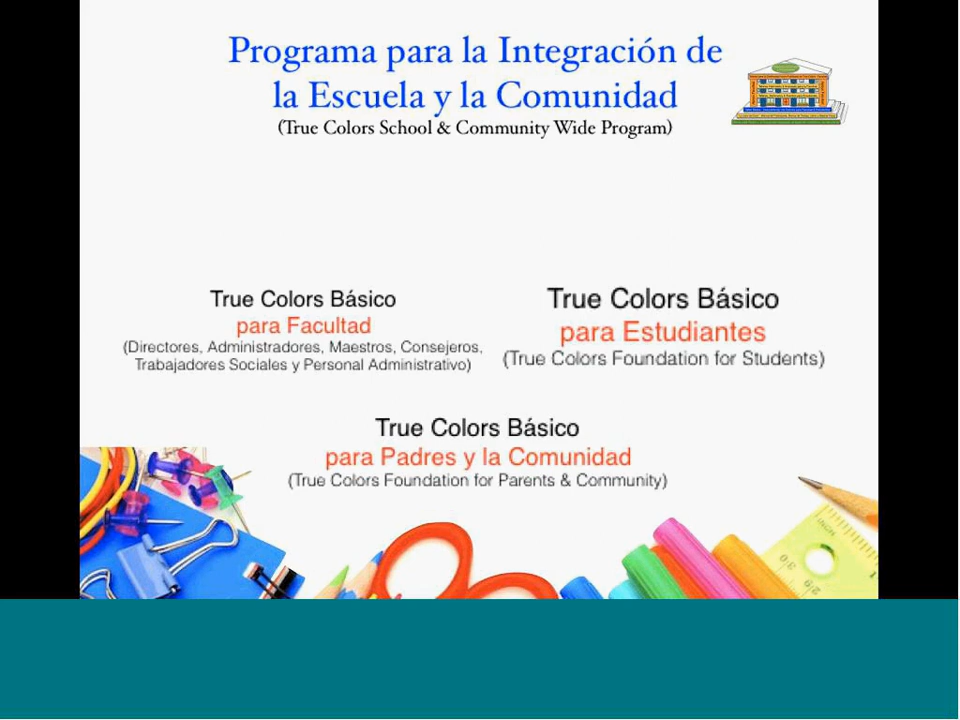 Programa para la Integración de
la Escuela y la Comunidad
(True Colors School & Community Wide Program)
True Colors Básico
para Facultad
(Directores, Administradores, Maestros, Consejeros,
Trabajadores Sociales y Personal Administrativo)
True Colors Básico
para Estudiantes
(True Colors Foundation for Students)
True Colors Básico
para Padres y la Comunidad
(True Colors Foundation for Parents & Community)